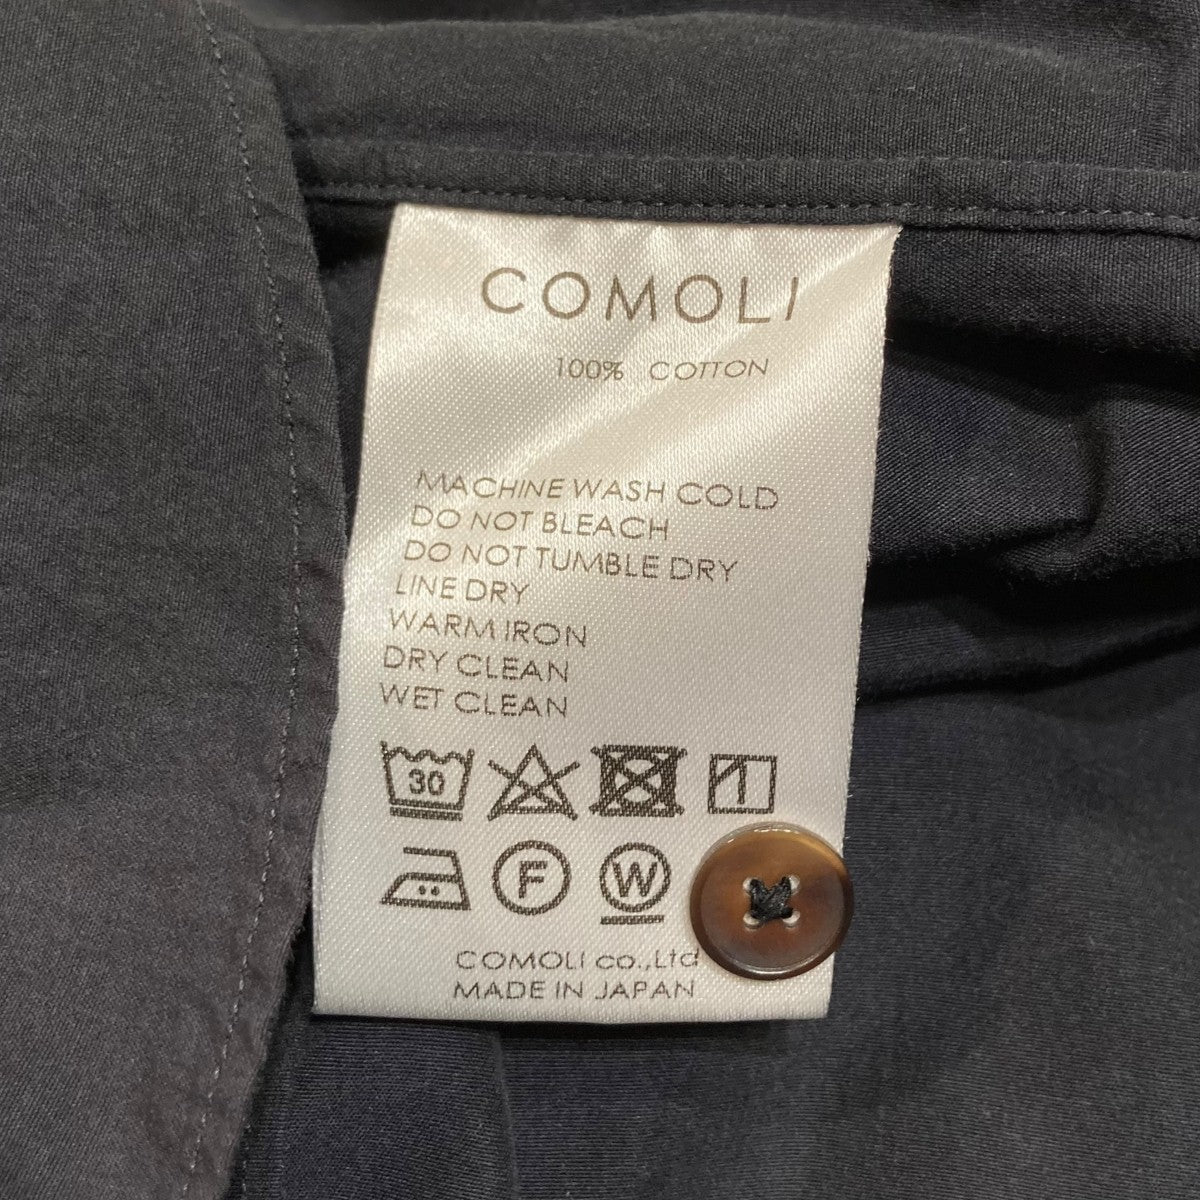 COMOLI
100% COTTON
MACHINE WASH COLD
DO NOT BLEACH
DO NOT TUMBLE DRY
LINE DRY
WARM IRON
DRY CLEAN
WET CLEAN
30
F W
COMOLI co.,Ltd
MADE IN JAPAN